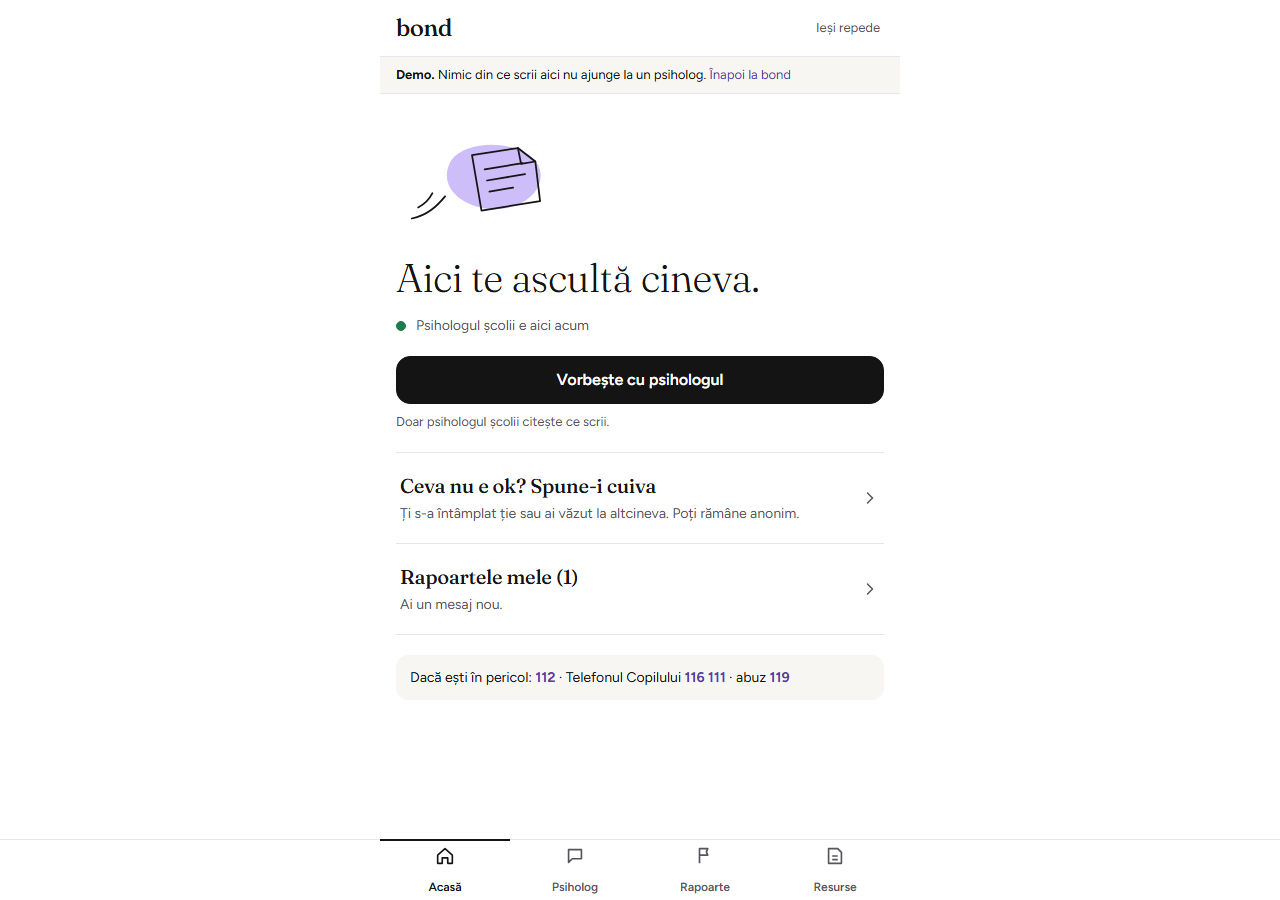 bond
Ieși repede
Demo. Nimic din ce scrii aici nu ajunge la un psiholog. Înapoi la bond
Aici te ascultă cineva.
Psihologul școlii e aici acum
Vorbește cu psihologul
Doar psihologul școlii citește ce scrii.
Ceva nu e ok? Spune-i cuiva
Ți s-a întâmplat ție sau ai văzut la altcineva. Poți rămâne anonim.
Rapoartele mele (1)
Ai un mesaj nou.
Dacă ești în pericol: 112 · Telefonul Copilului 116 111 · abuz 119
Acasă
Psiholog
Rapoarte
Resurse